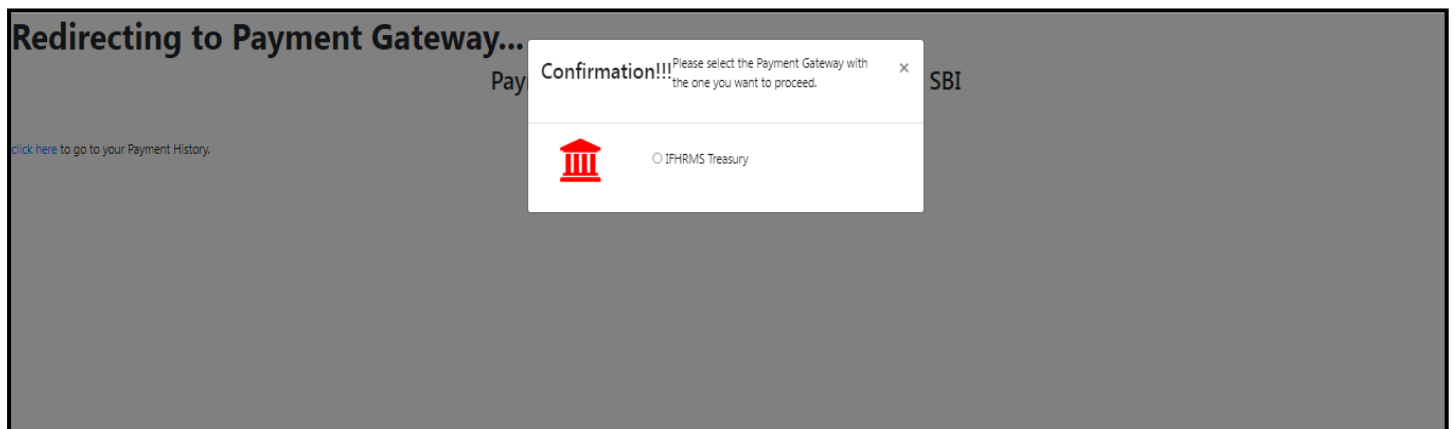 Redirecting to Payment Gateway...
Confirmation!!! Please select the Payment Gateway with
the one you want to proceed.
×
SBI
click here to go to your Payment History.
IFHRMS Treasury